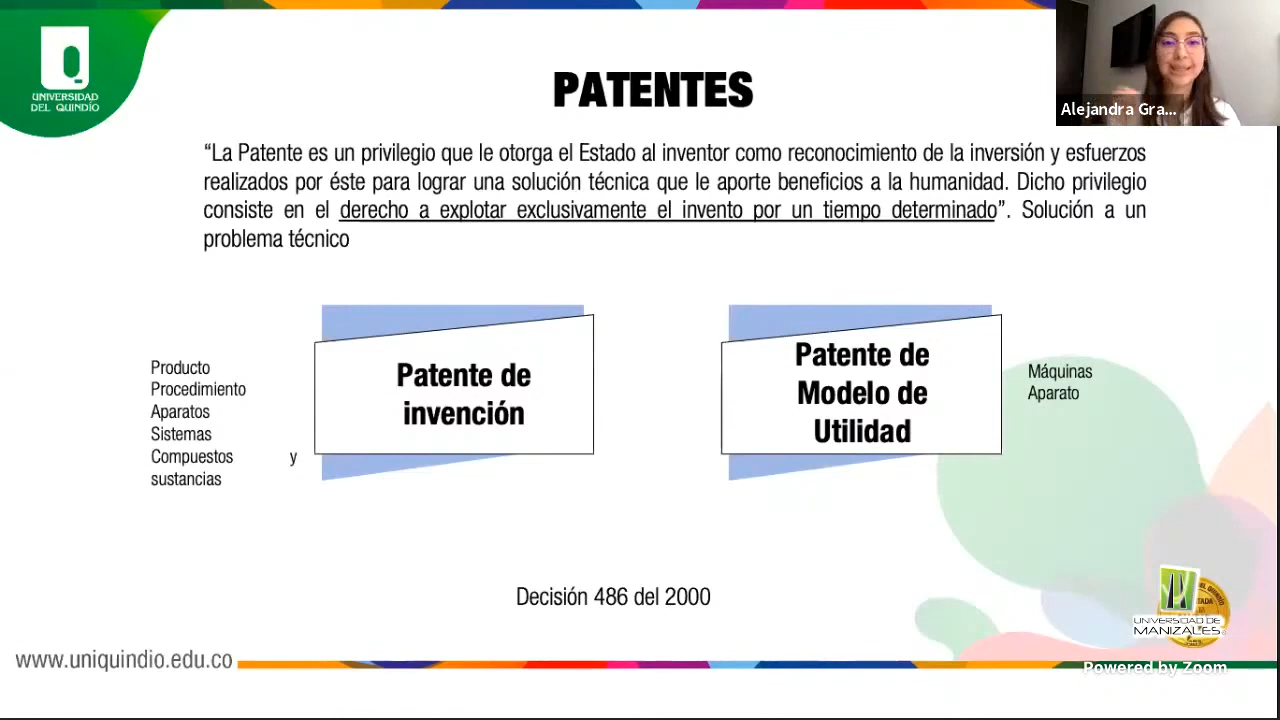 UNIVERSIDAD
DEL QUINDÍO
PATENTES
Alejandra Gra...
“La Patente es un privilegio que le otorga el Estado al inventor como reconocimiento de la inversión y esfuerzos
realizados por éste para lograr una solución técnica que le aporte beneficios a la humanidad. Dicho privilegio
consiste en el derecho a explotar exclusivamente el invento por un tiempo determinado”. Solución a un
problema técnico
Producto
Procedimiento
Aparatos
Sistemas
Compuestos y
sustancias
Patente de
invención
Patente de
Modelo de
Utilidad
Máquinas
Aparato
Decisión 486 del 2000
UNIVERSIDAD DE
MANIZALES
www.uniquindio.edu.co
Powered by Zoom